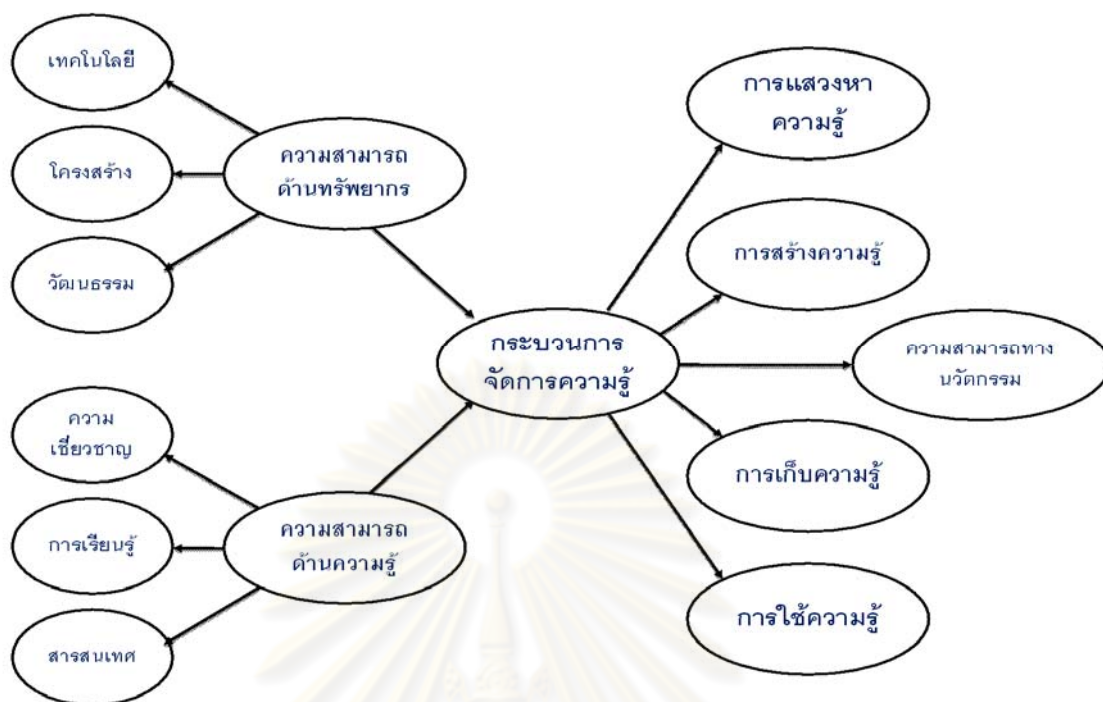 เทคโนโลยี
โครงสร้าง
วัฒนธรรม
ความสามารถ
ด้านทรัพยากร
ความ
เชี่ยวชาญ
การเรียนรู้
สารสนเทศ
ความสามารถ
ด้านความรู้
กระบวนการ
จัดการความรู้
การแสวงหา
ความรู้
การสร้างความรู้
ความสามารถทาง
นวัตกรรม
การเก็บความรู้
การใช้ความรู้